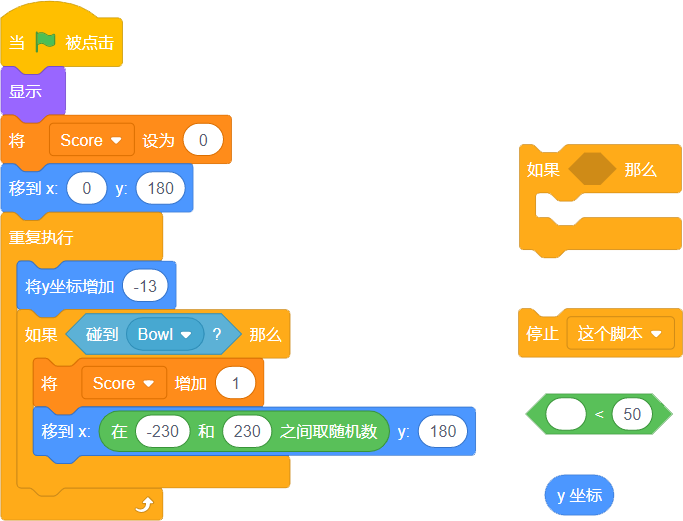 当 被点击
显示
将 Score 设为 0
移到 x: 0 y: 180
重复执行
将y坐标增加 -13
如果 碰到 Bowl ? 那么
将 Score 增加 1
移到 x: 在 -230 和 230 之间取随机数 y: 180
如果 那么
停止 这个脚本
< 50
y 坐标